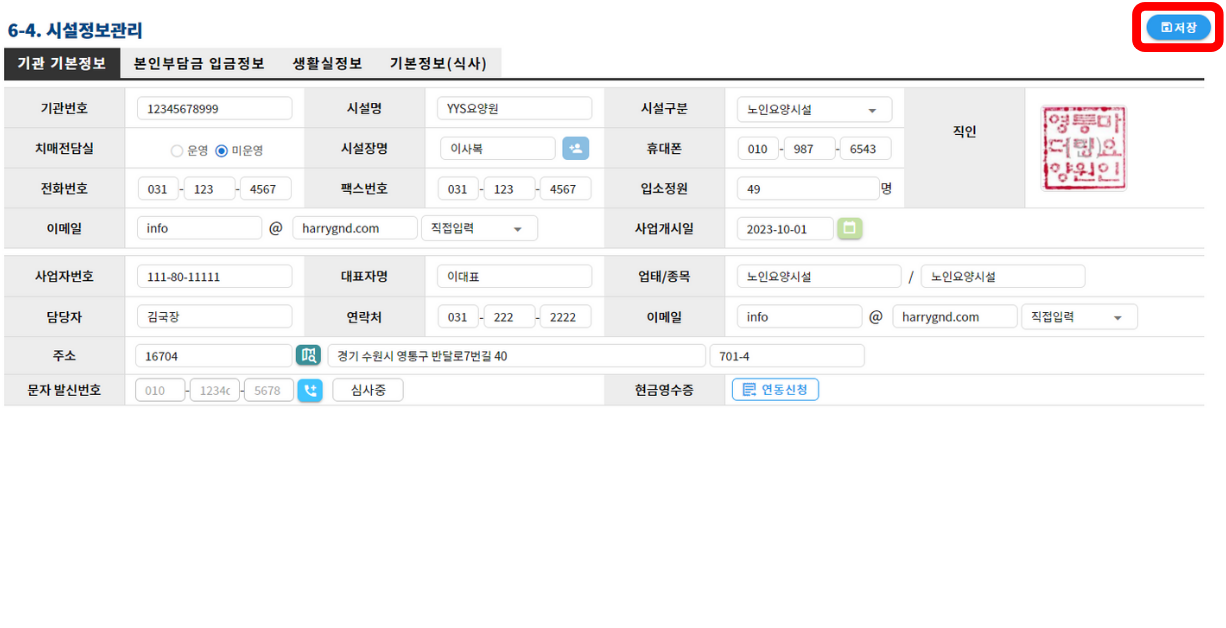 6-4. 시설정보관리
저장
기관 기본정보 본인부담금 입금정보 생활실정보 기본정보(식사)
기관번호 12345678999 시설명 YYS요양원 시설구분 노인요양시설 직인
치매전담실 운영 미운영 시설장명 이사복 휴대폰 010 - 987 - 6543
전화번호 031 - 123 - 4567 팩스번호 031 - 123 - 4567 입소정원 49 명
이메일 info @ harrygnd.com 직접입력 사업개시일 2023-10-01
사업자번호 111-80-11111 대표자명 이대표 업태/종목 노인요양시설 / 노인요양시설
담당자 김국장 연락처 031 - 222 - 2222 이메일 info @ harrygnd.com 직접입력
주소 16704 경기 수원시 영통구 반달로7번길 40 701-4
문자 발신번호 010 - 1234 - 5678 심사중 현금영수증 연동신청